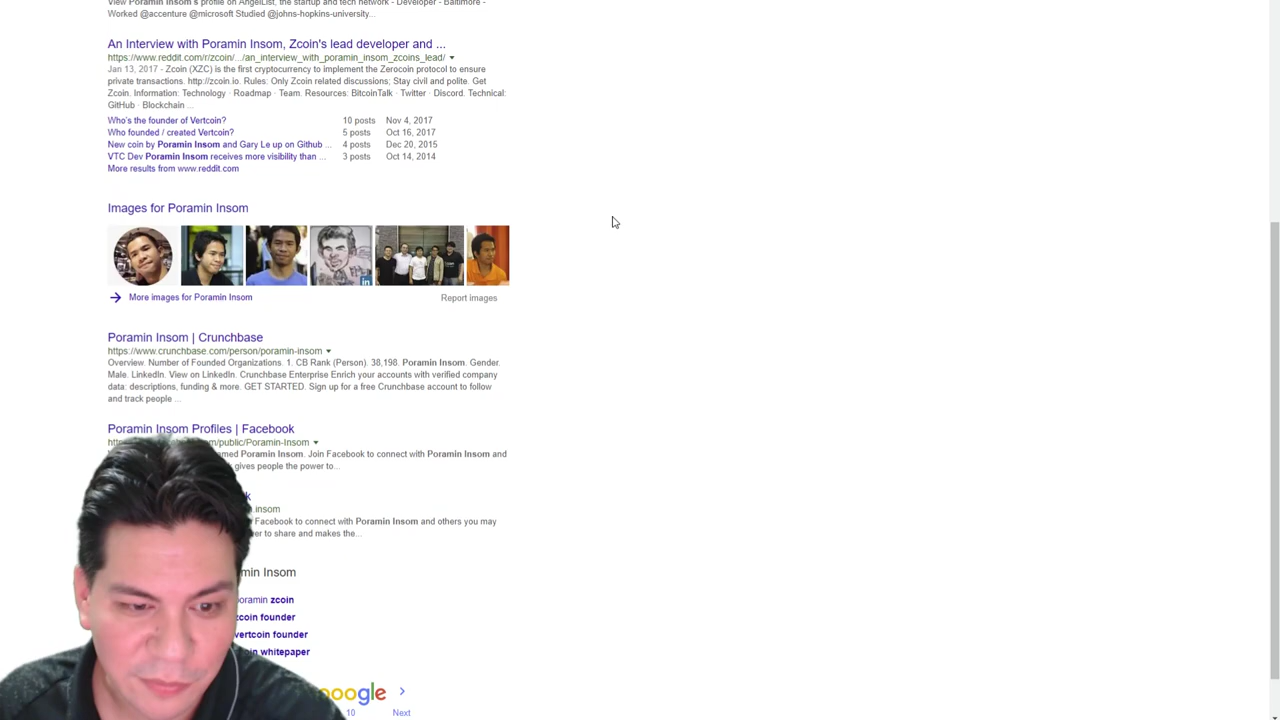 View Poramin Insom's profile on AngelList, the startup and tech network - Developer - Baltimore -
Worked @accenture @microsoft Studied @johns-hopkins-university...
An Interview with Poramin Insom, Zcoin's lead developer and ...
https://www.reddit.com/r/zcoin/.../an_interview_with_poramin_insom_zcoins_lead/
Jan 13, 2017 - Zcoin (XZC) is the first cryptocurrency to implement the Zerocoin protocol to ensure
private transactions. http://zcoin.io. Rules: Only Zcoin related discussions; Stay civil and polite. Get
Zcoin. Information: Technology · Roadmap · Team. Resources: BitcoinTalk · Twitter · Discord. Technical:
GitHub · Blockchain ...
Who's the founder of Vertcoin? 10 posts Nov 4, 2017
Who founded / created Vertcoin? 5 posts Oct 16, 2017
New coin by Poramin Insom and Gary Le up on Github ... 4 posts Dec 20, 2015
VTC Dev Poramin Insom receives more visibility than ... 3 posts Oct 14, 2014
More results from www.reddit.com
Images for Poramin Insom
in
More images for Poramin Insom Report images
Poramin Insom | Crunchbase
https://www.crunchbase.com/person/poramin-insom
Overview. Number of Founded Organizations. 1. CB Rank (Person). 38,198. Poramin Insom. Gender.
Male. LinkedIn. View on LinkedIn. Crunchbase Enterprise Enrich your accounts with verified company
data: descriptions, funding & more. GET STARTED. Sign up for a free Crunchbase account to follow
and track people ...
Poramin Insom Profiles | Facebook
/public/Poramin-Insom
Poramin Insom. Join Facebook to connect with Poramin Insom and
gives people the power to...
.insom
Facebook to connect with Poramin Insom and others you may
to share and makes the...
Insom
poramin zcoin
zcoin founder
vertcoin founder
whitepaper
10 Next